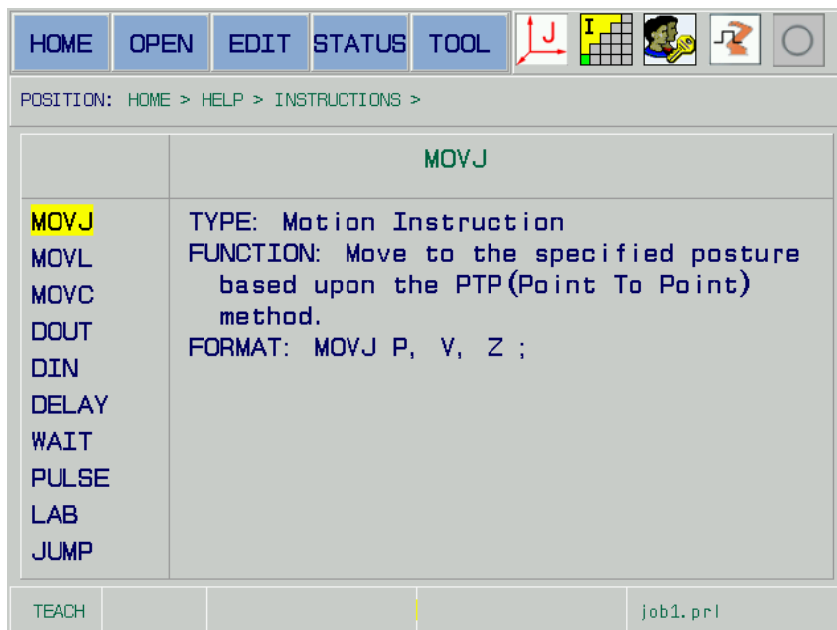 HOME OPEN EDIT STATUS TOOL J I
POSITION: HOME > HELP > INSTRUCTIONS >
MOVJ
MOVJ
MOVL
MOVC
DOUT
DIN
DELAY
WAIT
PULSE
LAB
JUMP
TYPE: Motion Instruction
FUNCTION: Move to the specified posture
based upon the PTP(Point To Point)
method.
FORMAT: MOVJ P, V, Z ;
TEACH job1.prl